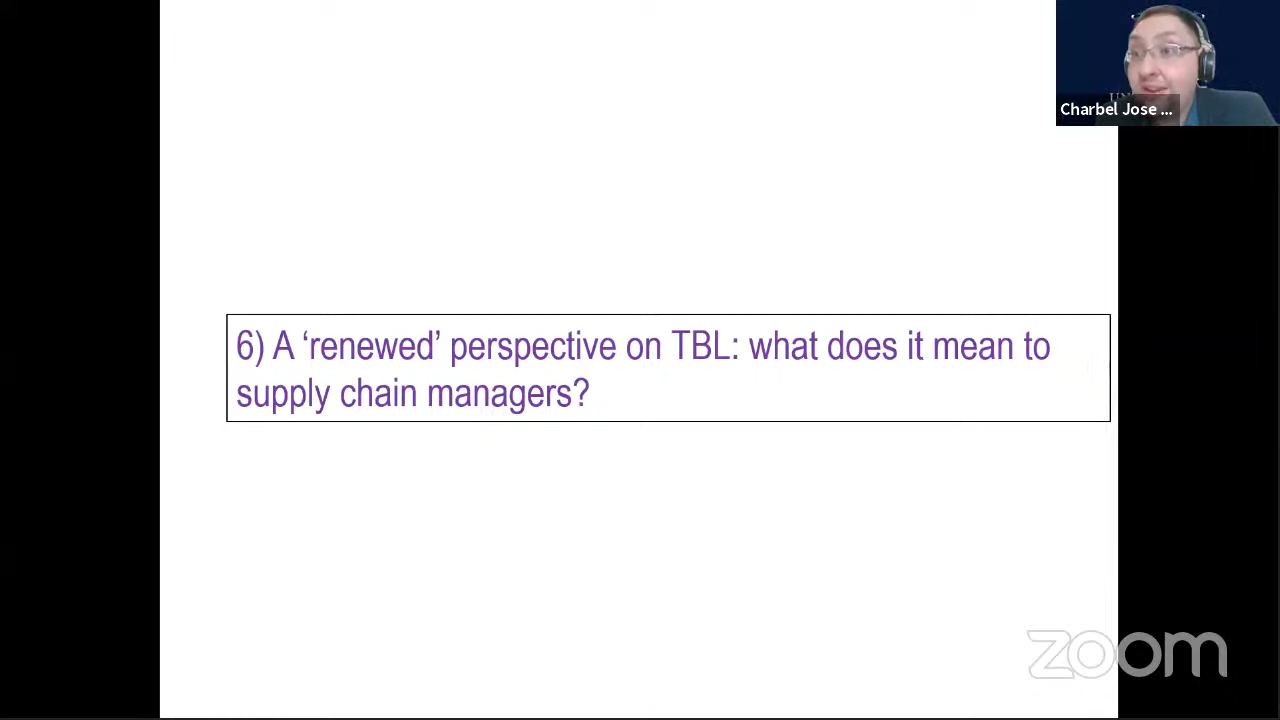 Charbel Jose ...
6) A ‘renewed’ perspective on TBL: what does it mean to
supply chain managers?
zoom